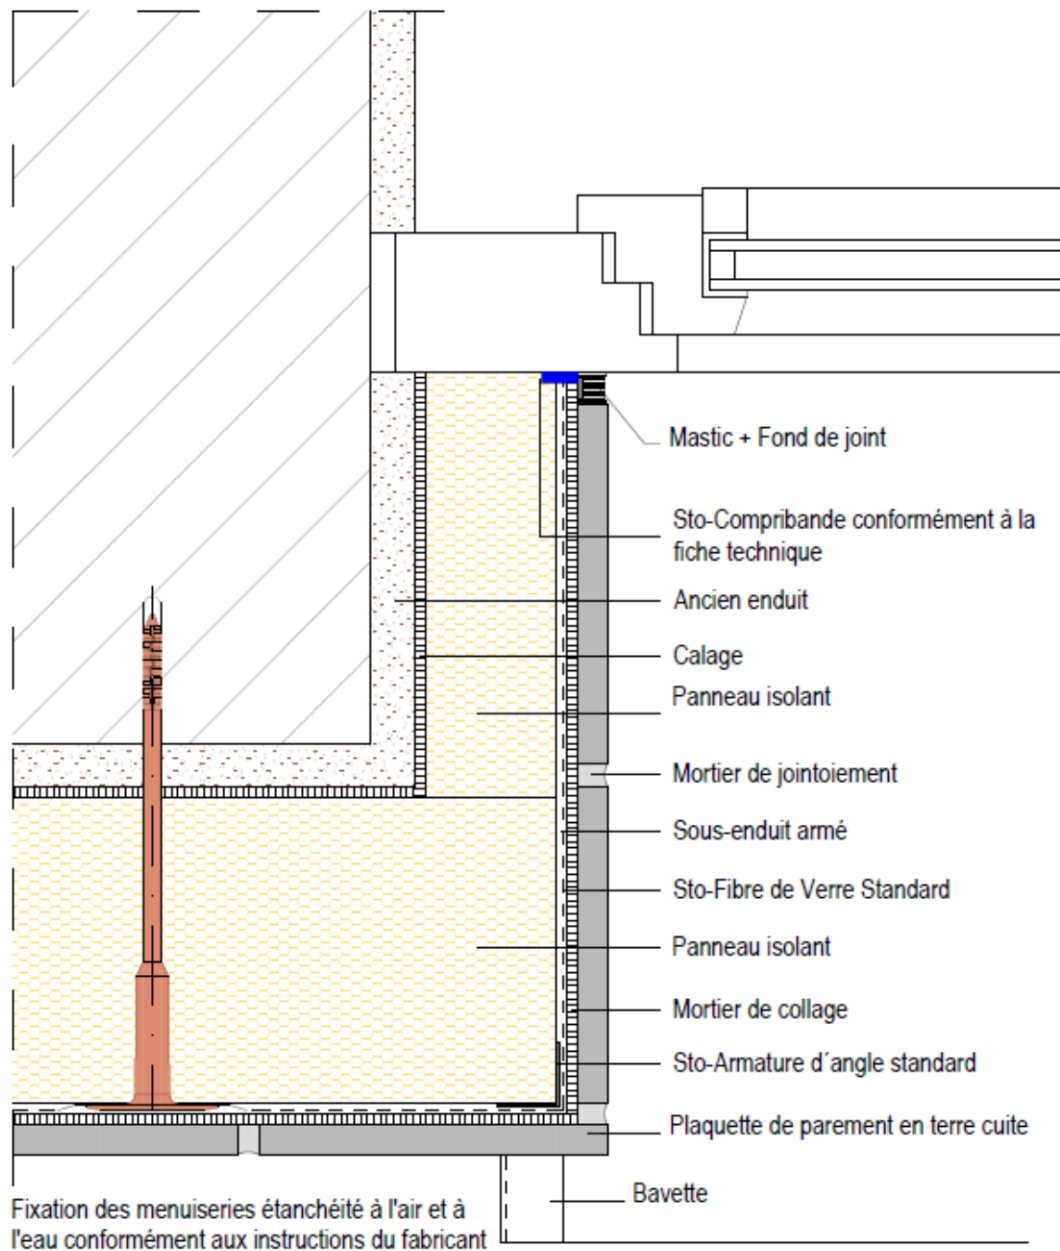 Mastic + Fond de joint
Sto-Compribande conformément à la
fiche technique
Ancien enduit
Calage
Panneau isolant
Mortier de jointoiement
Sous-enduit armé
Sto-Fibre de Verre Standard
Panneau isolant
Mortier de collage
Sto-Armature d´angle standard
Plaquette de parement en terre cuite
Bavette
Fixation des menuiseries étanchéité à l'air et à
l'eau conformément aux instructions du fabricant